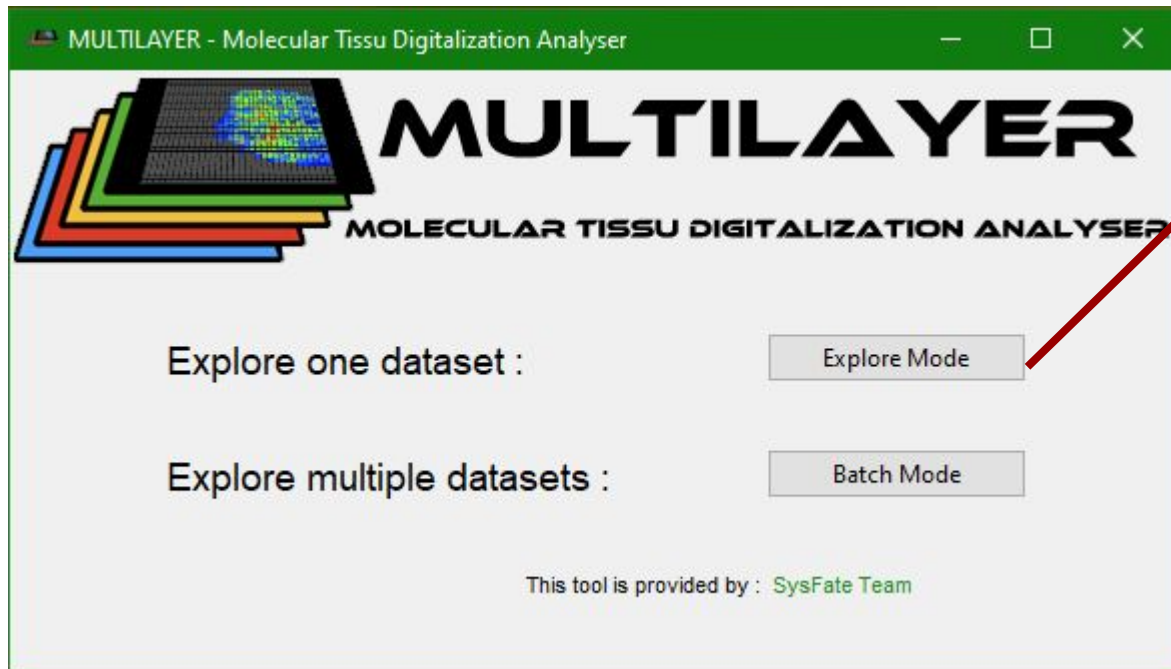 MULTILAYER - Molecular Tissu Digitalization Analyser
MULTILAYER
MOLECULAR TISSU DIGITALIZATION ANALYSER
Explore one dataset : Explore Mode
Explore multiple datasets : Batch Mode
This tool is provided by : SysFate Team